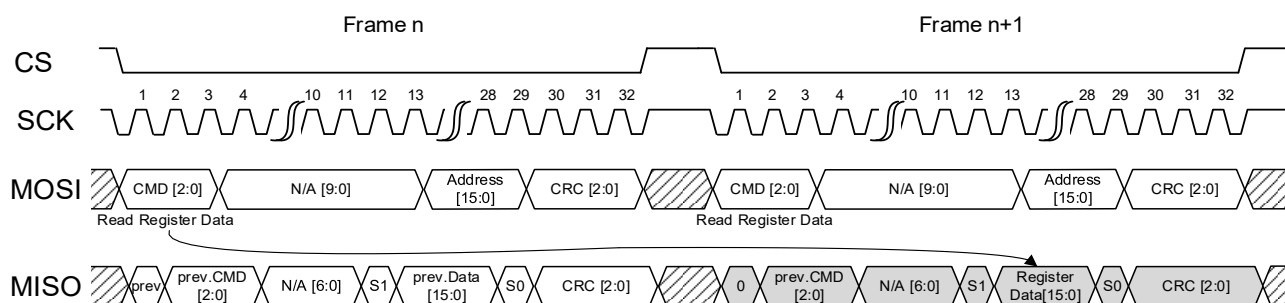 Frame n Frame n+1
CS
1 2 3 4 10 11 12 13 28 29 30 31 32 1 2 3 4 10 11 12 13 28 29 30 31 32
SCK
MOSI CMD [2:0] N/A [9:0] Address [15:0] CRC [2:0] CMD [2:0] N/A [9:0] Address [15:0] CRC [2:0]
Read Register Data Read Register Data
MISO prev prev.CMD [2:0] N/A [6:0] S1 prev.Data [15:0] S0 CRC [2:0] 0 prev.CMD [2:0] N/A [6:0] S1 Register Data[15:0] S0 CRC [2:0]